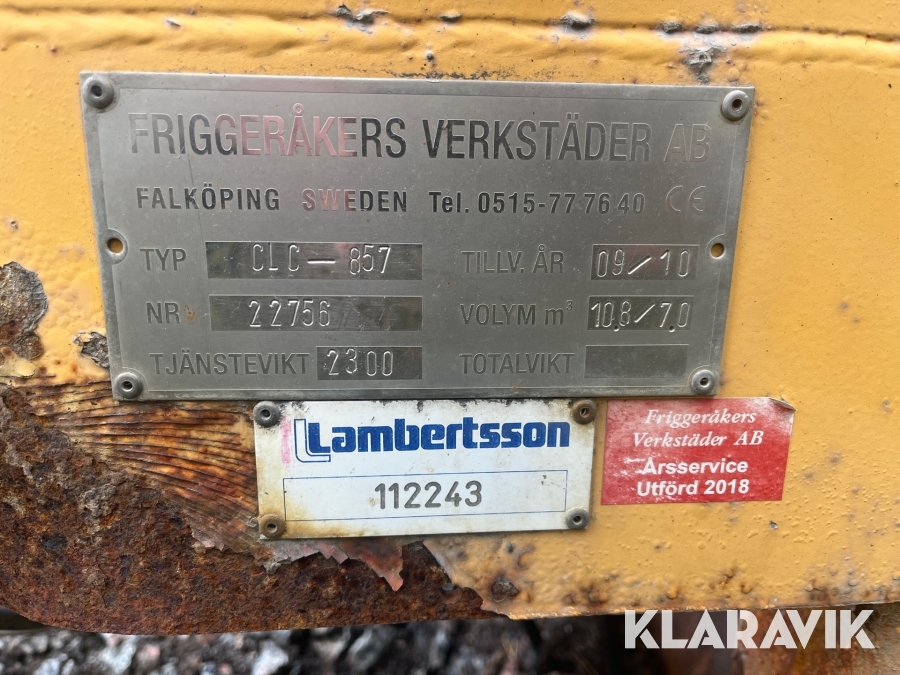 FRIGGERÅKERS VERKSTÄDER AB
FALKÖPING SWEDEN Tel. 0515-77 76 40 CE
TYP CLC-857 TILLV. ÅR 09/10
NR 22756 VOLYM m³ 10,8/7,0
TJÄNSTEVIKT 2300 TOTALVIKT
Lambertsson
112243
Friggeråkers
Verkstäder AB
Årsservice
Utförd 2018
KLARAVIK